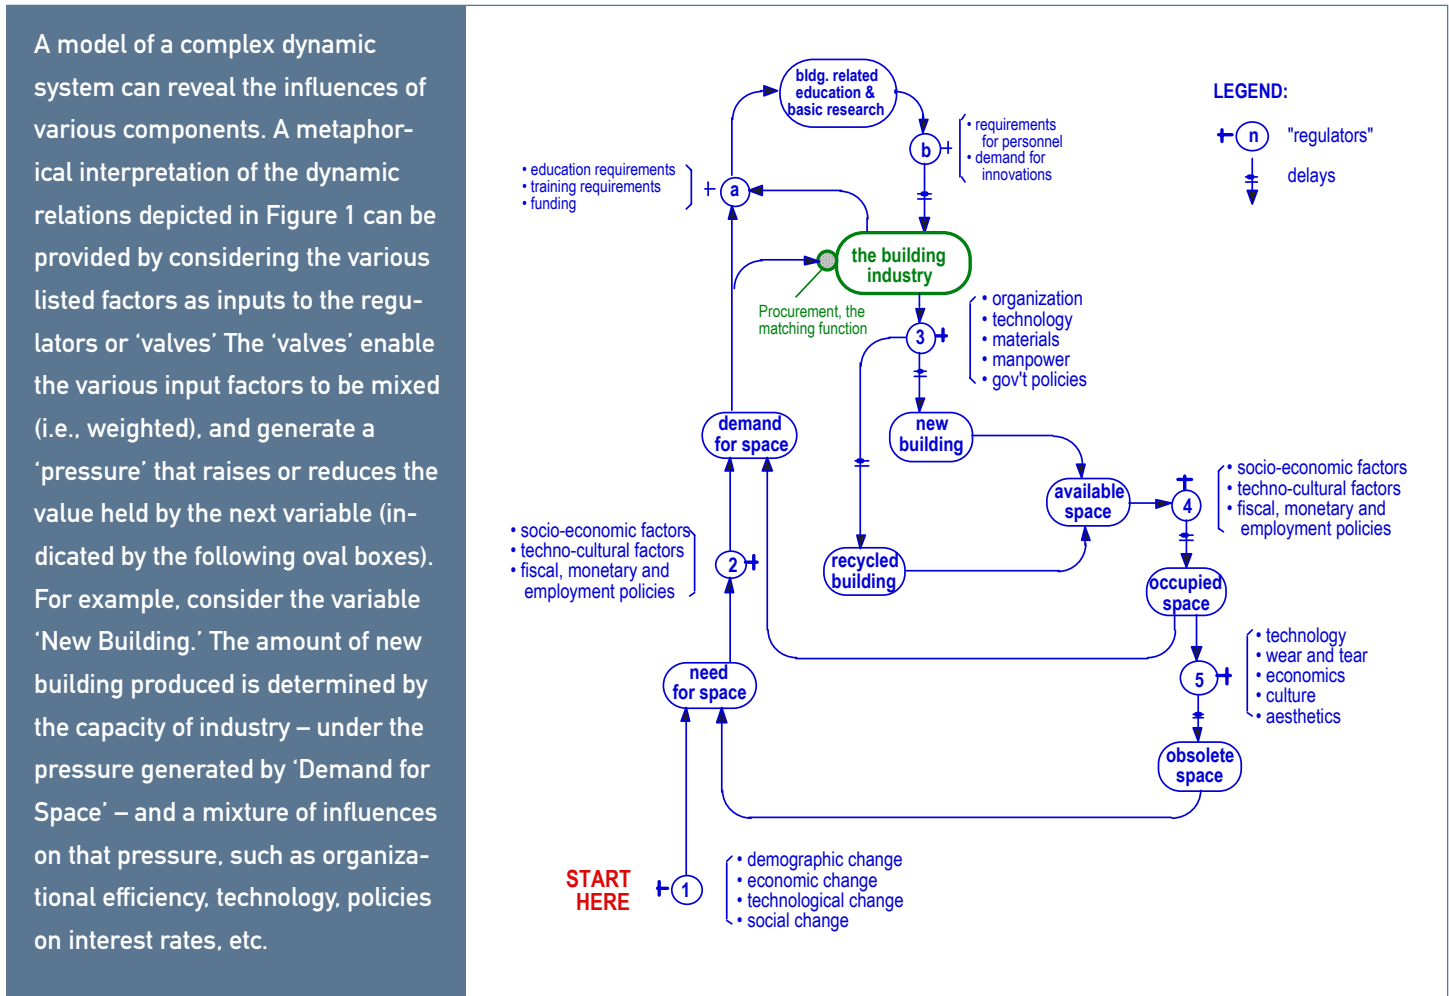 A model of a complex dynamic
system can reveal the influences of
various components. A metaphor-
ical interpretation of the dynamic
relations depicted in Figure 1 can be
provided by considering the various
listed factors as inputs to the regu-
lators or ‘valves’ The ‘valves’ enable
the various input factors to be mixed
(i.e., weighted), and generate a
‘pressure’ that raises or reduces the
value held by the next variable (in-
dicated by the following oval boxes).
For example, consider the variable
‘New Building.’ The amount of new
building produced is determined by
the capacity of industry – under the
pressure generated by ‘Demand for
Space’ – and a mixture of influences
on that pressure, such as organiza-
tional efficiency, technology, policies
on interest rates, etc.
bldg. related
education &
basic research
LEGEND:
n "regulators"
delays
b
• requirements
for personnel
• demand for
innovations
• education requirements
• training requirements
• funding
a
the building
industry
Procurement, the
matching function
3
• organization
• technology
• materials
• manpower
• gov't policies
demand
for space
new
building
available
space
4
• socio-economic factors
• techno-cultural factors
• fiscal, monetary and
employment policies
• socio-economic factors
• techno-cultural factors
• fiscal, monetary and
employment policies
2
recycled
building
occupied
space
need
for space
5
• technology
• wear and tear
• economics
• culture
• aesthetics
obsolete
space
START
HERE
1
• demographic change
• economic change
• technological change
• social change